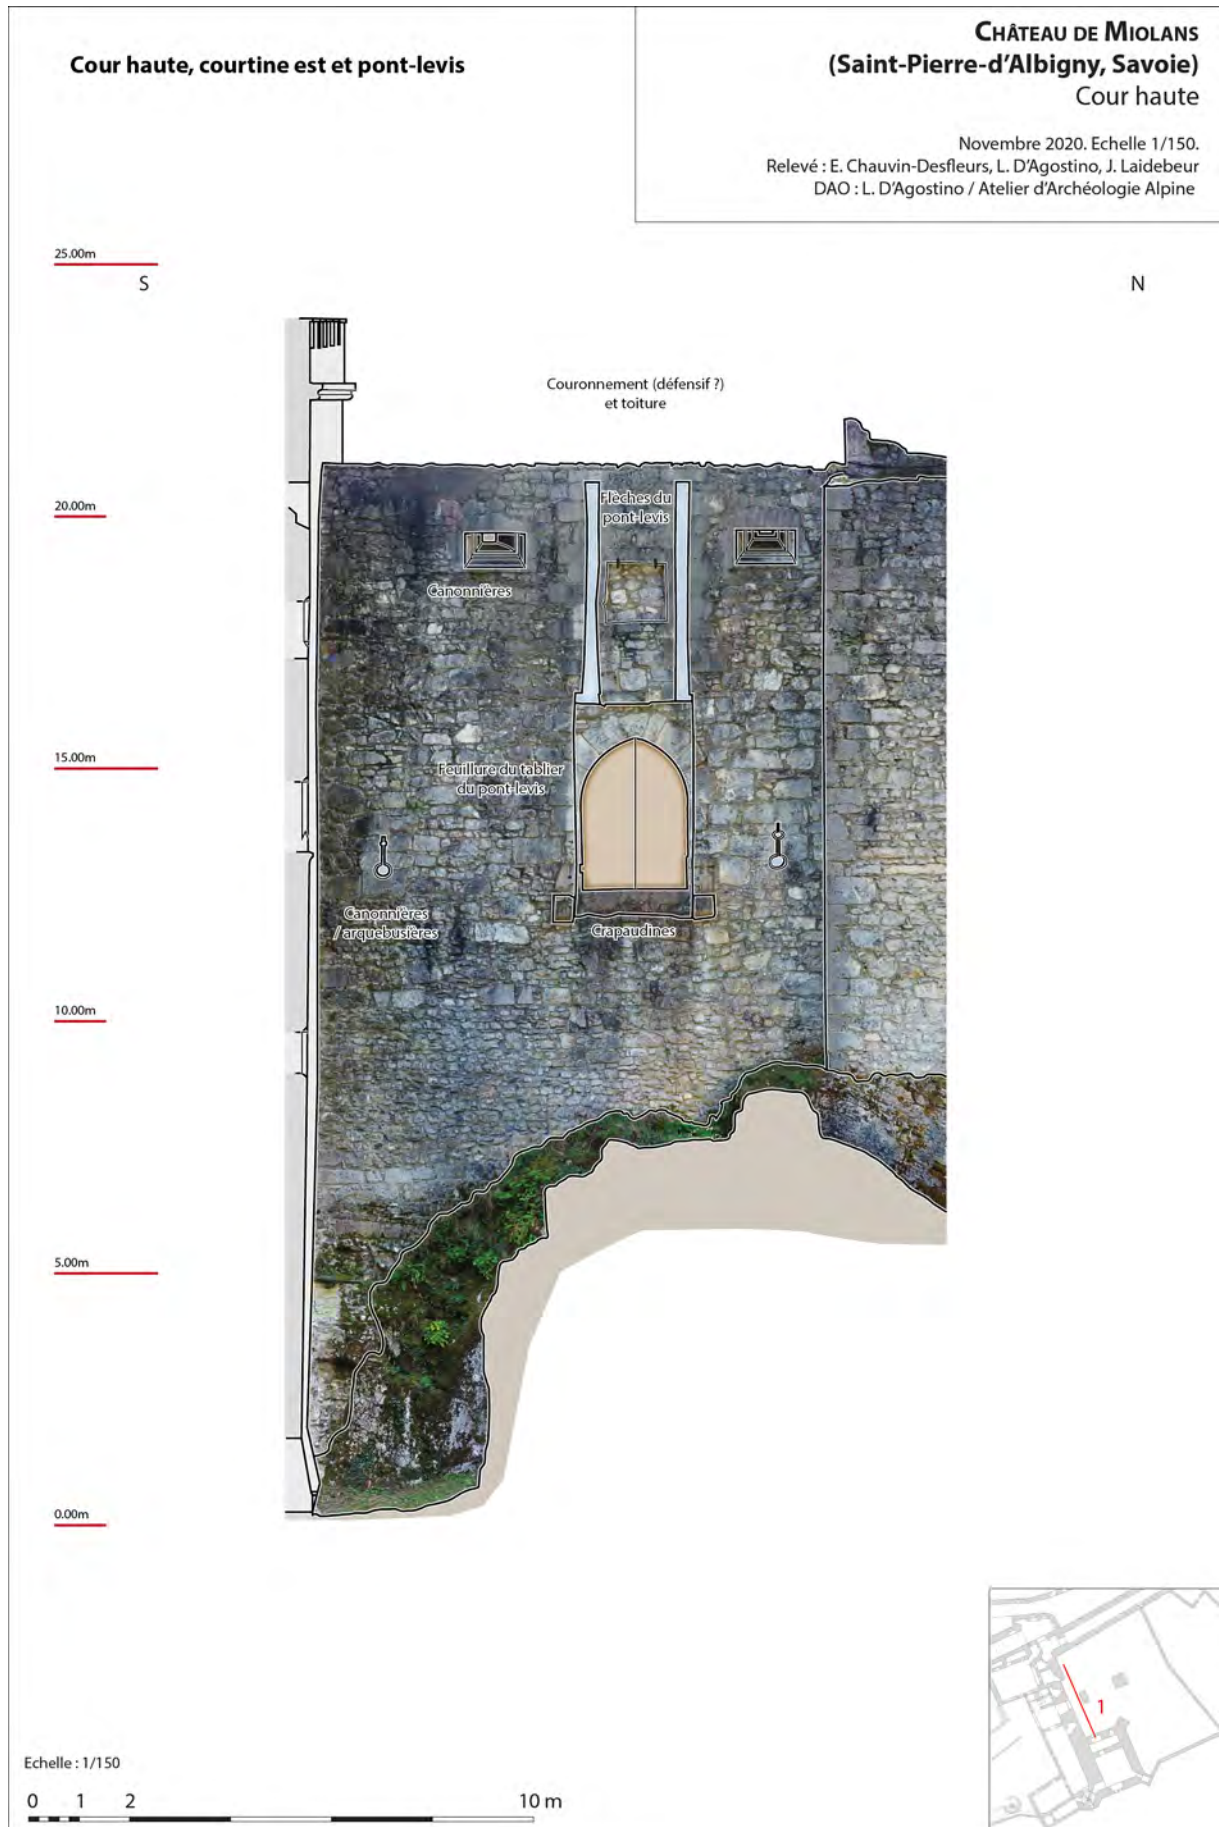 Cour haute, courtine est et pont-levis
CHÂTEAU DE MIOLANS
(Saint-Pierre-d'Albigny, Savoie)
Cour haute
Novembre 2020. Echelle 1/150.
Relevé : E. Chauvin-Desfleurs, L. D'Agostino, J. Laidebeur
DAO : L. D'Agostino / Atelier d'Archéologie Alpine
25.00m
S
N
Couronnement (défensif ?)
et toiture
20.00m
Flèches du
pont-levis
Canonnières
15.00m
Feuillure du tablier
du pont-levis
Canonnières
/ arquebusières
Crapaudines
10.00m
5.00m
0.00m
1
Echelle : 1/150
0 1 2 10 m